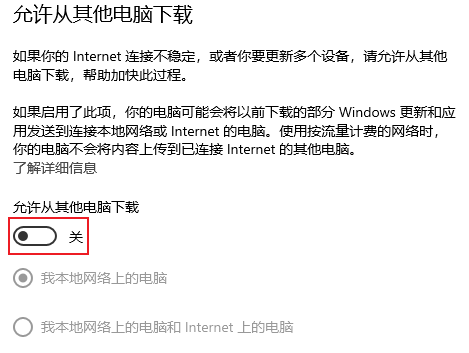 允许从其他电脑下载
如果你的 Internet 连接不稳定，或者你要更新多个设备，请允许从其他
电脑下载，帮助加快此过程。
如果启用了此项，你的电脑可能会将以前下载的部分 Windows 更新和应
用发送到连接本地网络或 Internet 的电脑。使用按流量计费的网络时，
你的电脑不会将内容上传到已连接 Internet 的其他电脑。
了解详细信息
允许从其他电脑下载
关
我本地网络上的电脑
我本地网络上的电脑和 Internet 上的电脑